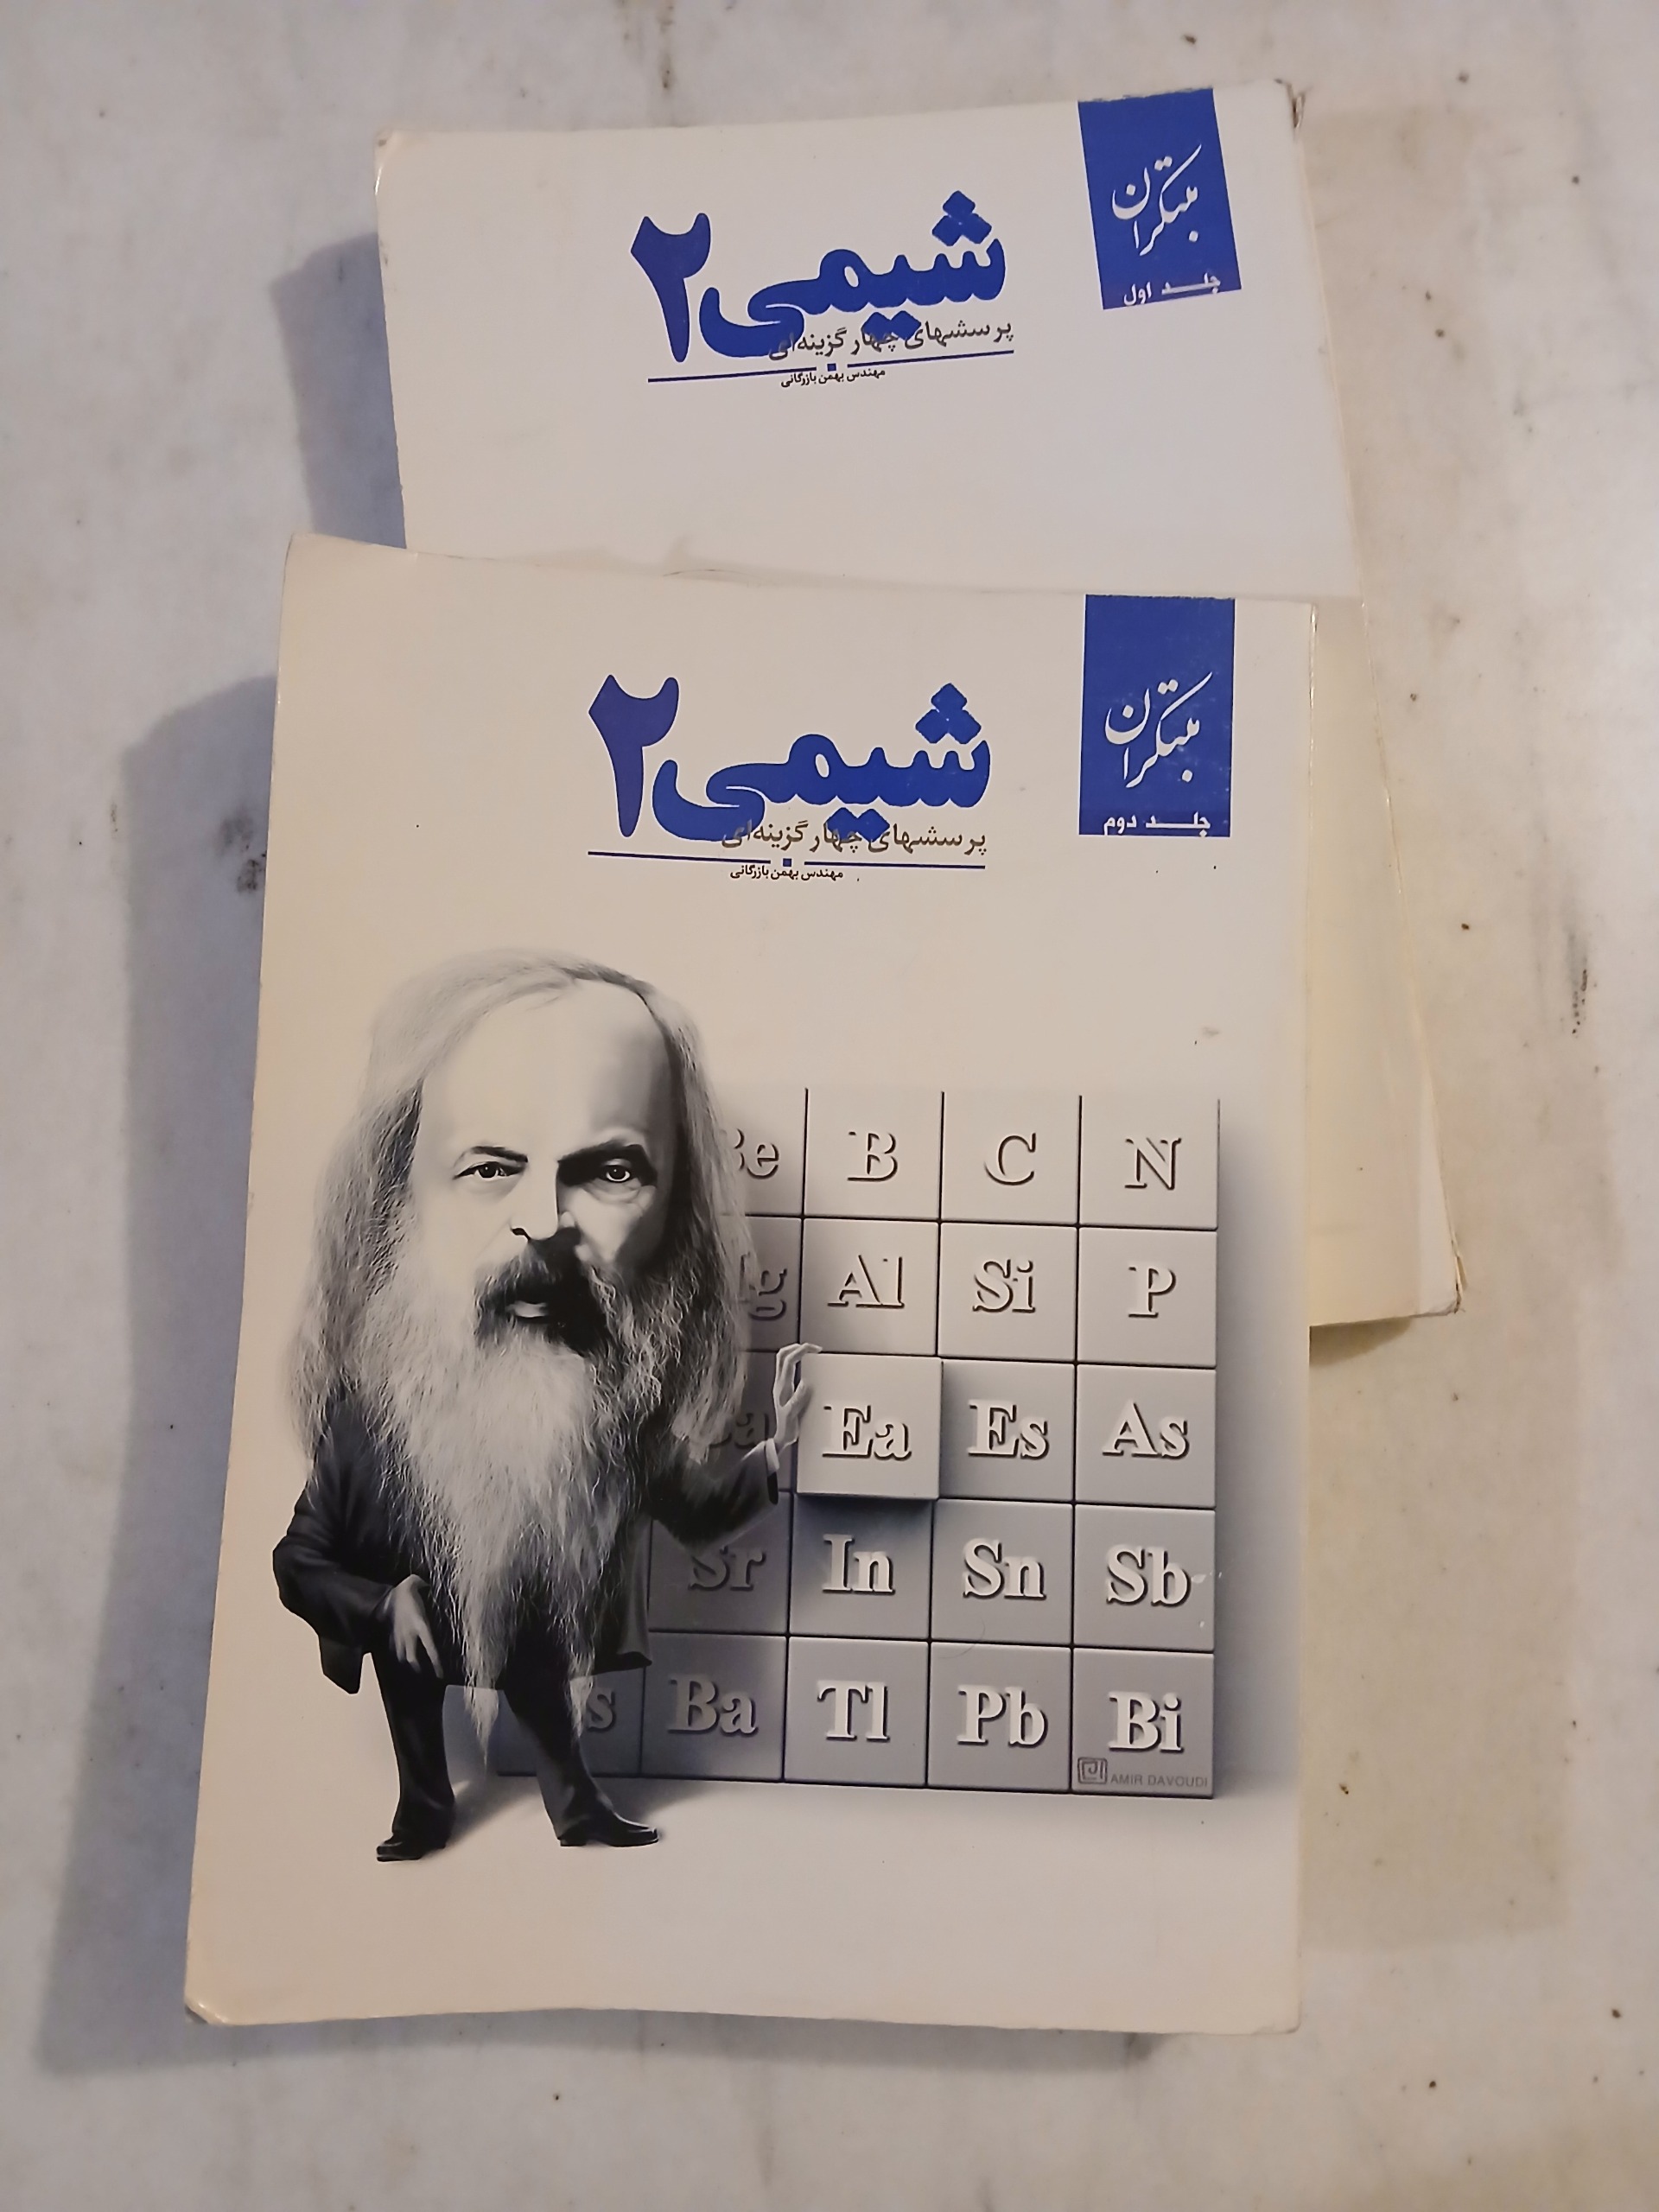 مبتکران
جلد اول
شیمی ۲
پرسشهای چهار گزینه‌ای
مهندس بهمن بازرگانی
مبتکران
جلد دوم
شیمی ۲
پرسشهای چهار گزینه‌ای
مهندس بهمن بازرگانی
B C N
Al Si P
Ea Es As
Sr In Sn Sb
Ba Tl Pb Bi
AMIR DAVOUDI